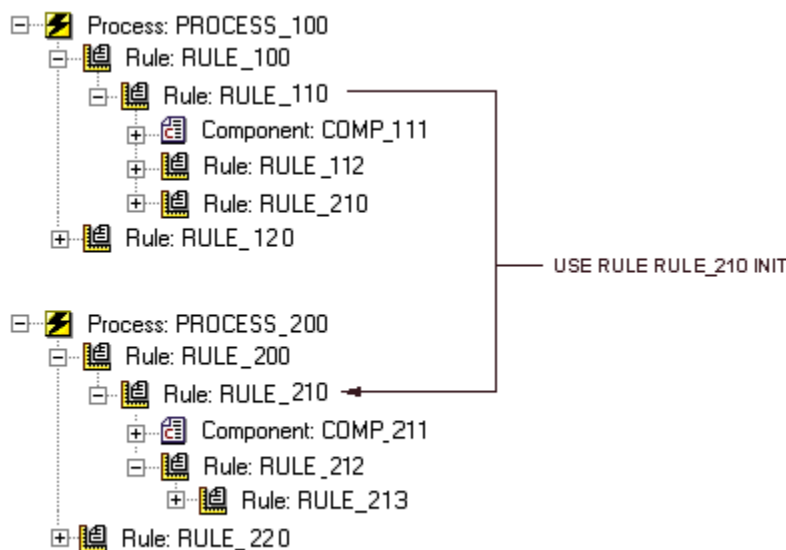 Process: PROCESS_100
Rule: RULE_100
Rule: RULE_110
Component: COMP_111
Rule: RULE_112
Rule: RULE_210
Rule: RULE_120
USE RULE RULE_210 INIT
Process: PROCESS_200
Rule: RULE_200
Rule: RULE_210
Component: COMP_211
Rule: RULE_212
Rule: RULE_213
Rule: RULE_220